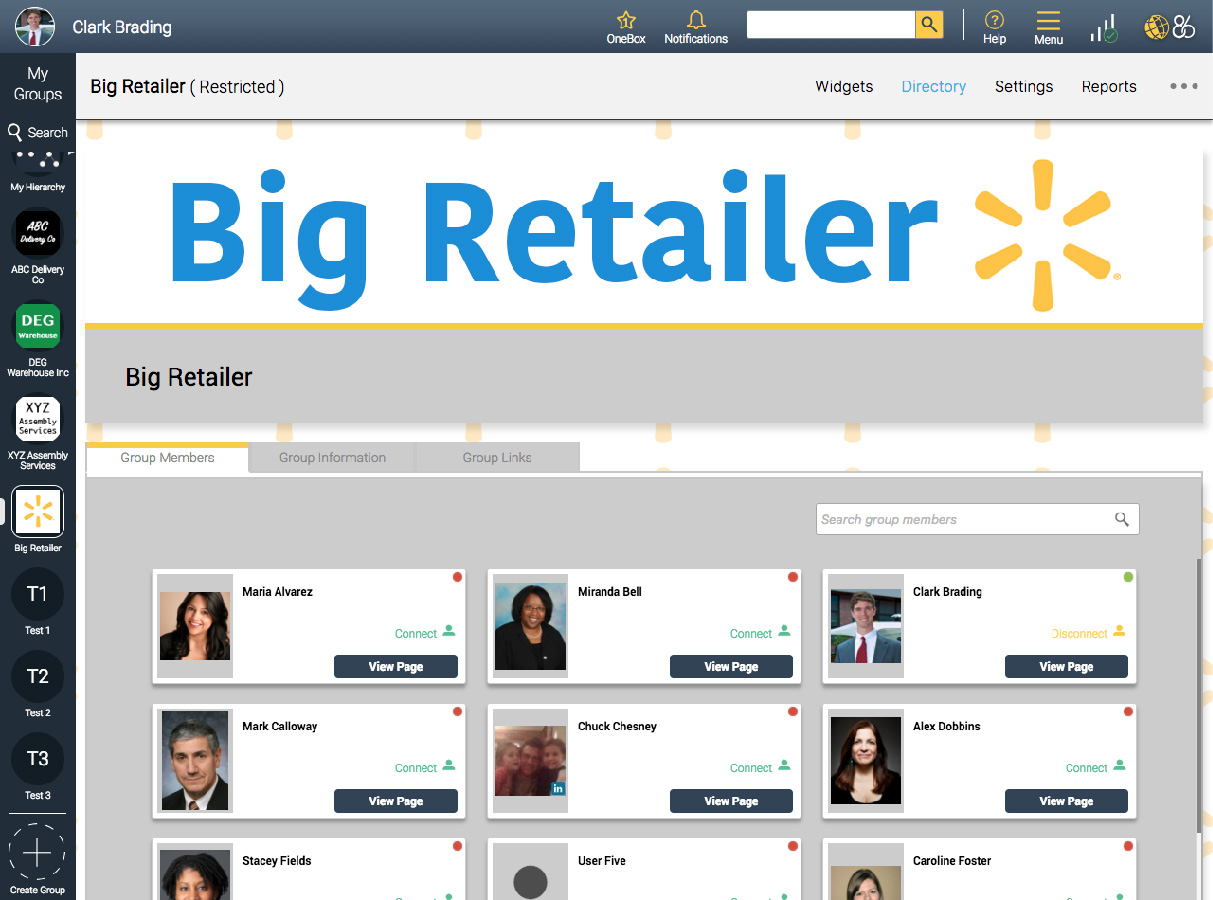 Clark Brading
OneBox
Notifications
Help
Menu
My
Groups
Search
My Hierarchy
ABC
Delivery Co
ABC Delivery
Co
DEG
Warehouse
DEG
Warehouse Inc
XYZ
Assembly
Services
XYZ Assembly
Services
Big Retailer
T1
Test 1
T2
Test 2
T3
Test 3
Create Group
Big Retailer ( Restricted )
Widgets
Directory
Settings
Reports
Big Retailer
Big Retailer
Group Members
Group Information
Group Links
Search group members
Maria Alvarez
Connect
View Page
Miranda Bell
Connect
View Page
Clark Brading
Disconnect
View Page
Mark Calloway
Connect
View Page
Chuck Chesney
in
Connect
View Page
Alex Dobbins
Connect
View Page
Stacey Fields
User Five
Caroline Foster